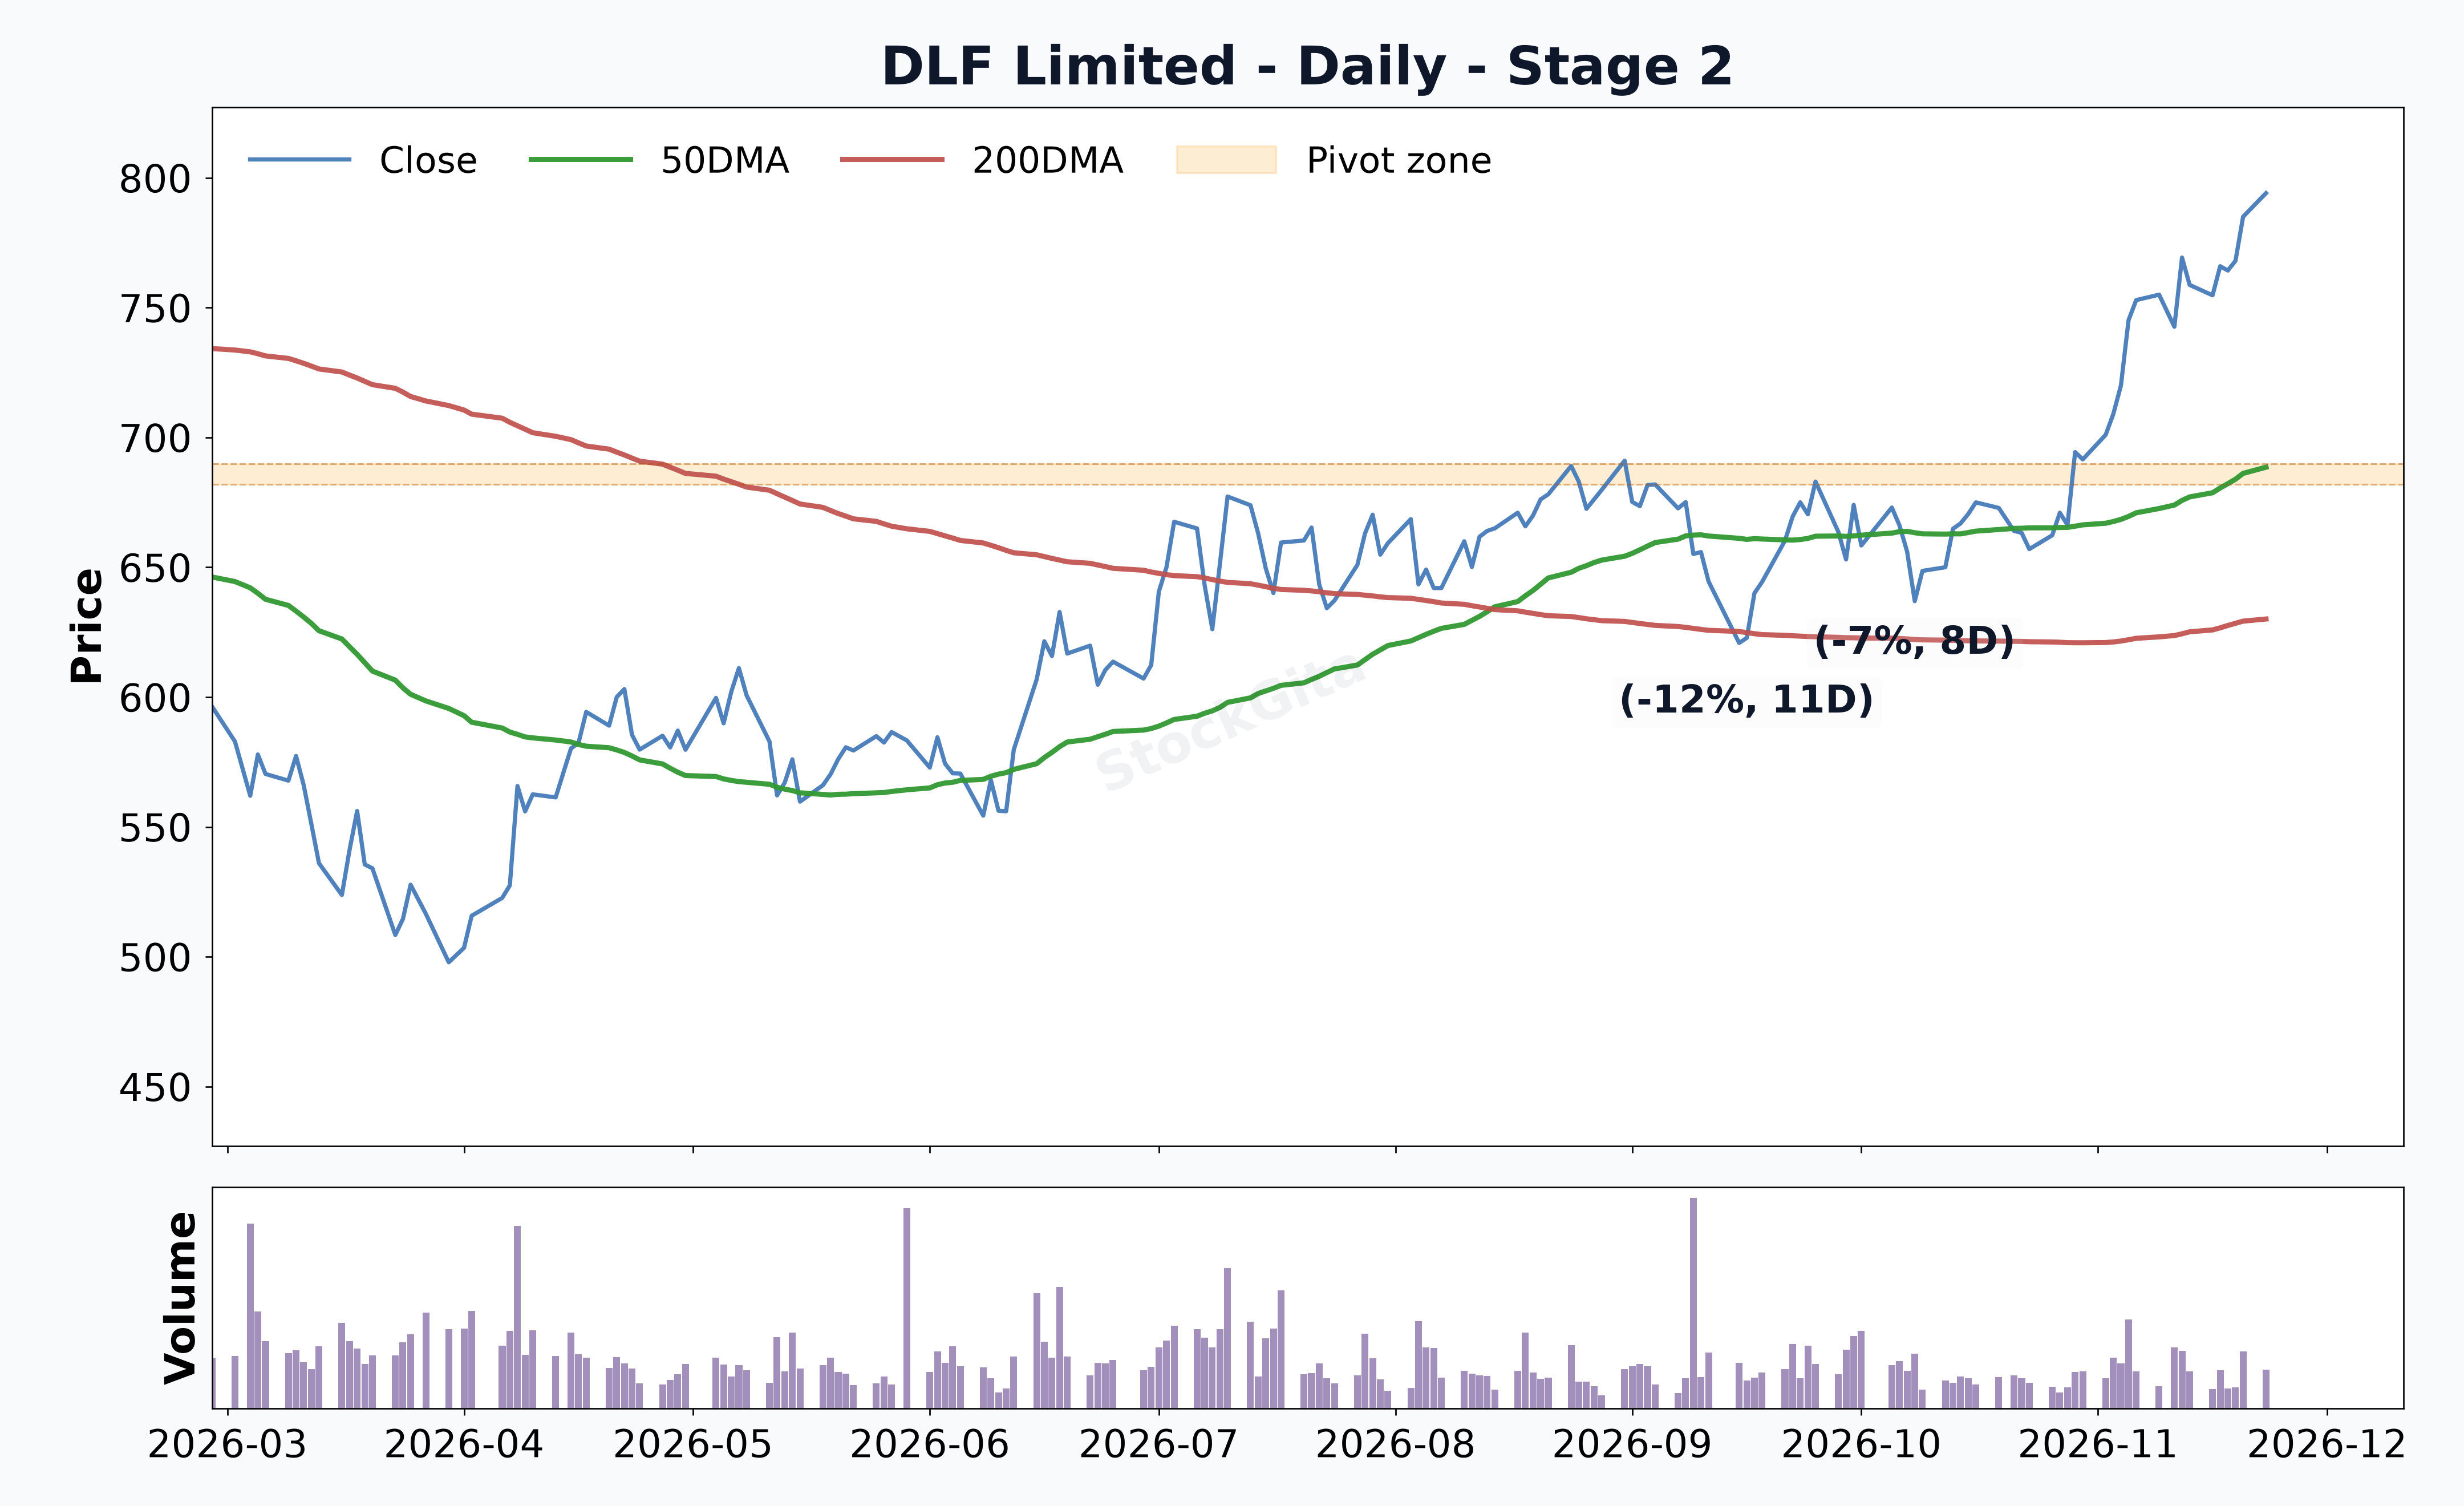 DLF Limited - Daily - Stage 2
Close 50DMA 200DMA Pivot zone
800
750
700
650
600
550
500
450
Price
(-7%, 8D)
(-12%, 11D)
StockGita
Volume
2026-03 2026-04 2026-05 2026-06 2026-07 2026-08 2026-09 2026-10 2026-11 2026-12